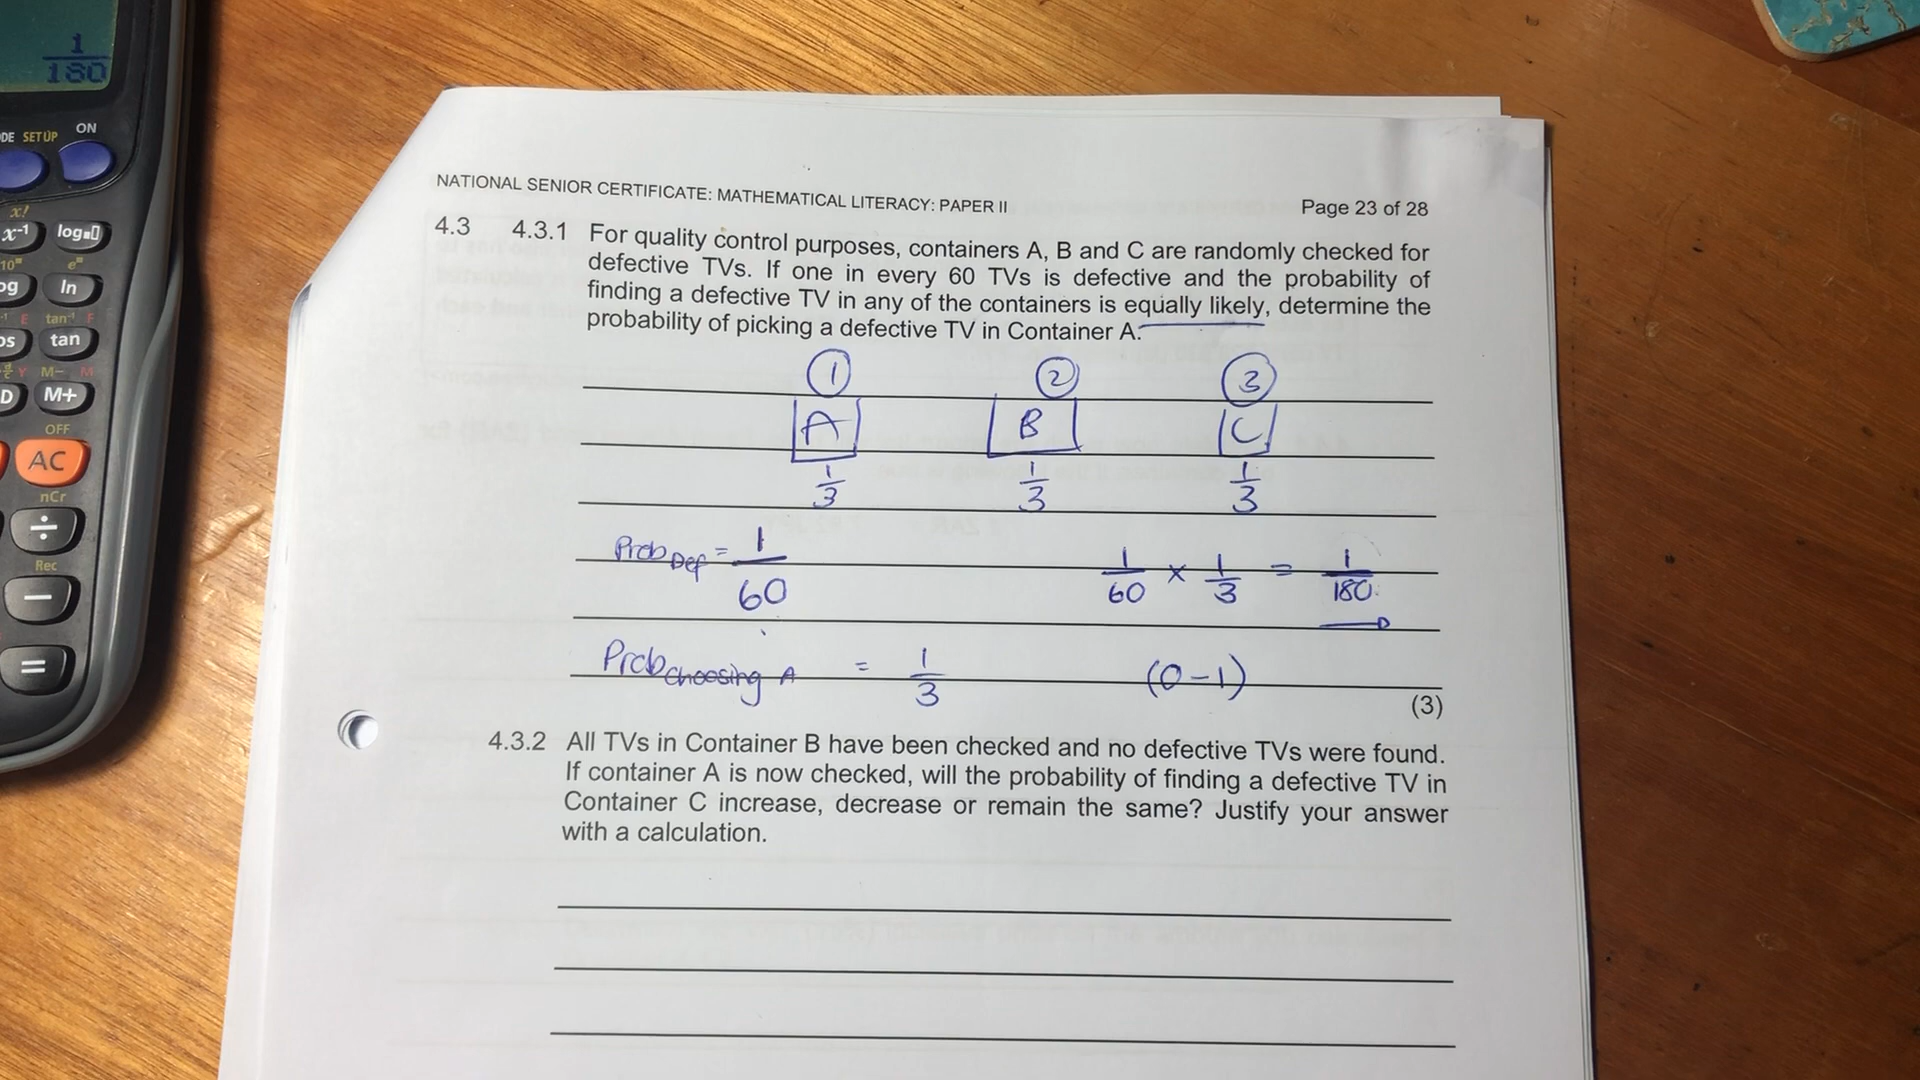 1
180
DE SETUP ON
x!
x-1 log
10■ e■
og ln
-1 E tan-1 F
os tan
Y M- M
D M+
OFF
AC
nCr
÷
Rec
−
=
NATIONAL SENIOR CERTIFICATE: MATHEMATICAL LITERACY: PAPER II Page 23 of 28
4.3 4.3.1 For quality control purposes, containers A, B and C are randomly checked for
defective TVs. If one in every 60 TVs is defective and the probability of
finding a defective TV in any of the containers is equally likely, determine the
probability of picking a defective TV in Container A.
1 2 3
A B C
1/3 1/3 1/3
Prob Def = 1/60 1/60 x 1/3 = 1/180
Prob choosing A = 1/3 (0-1)
(3)
4.3.2 All TVs in Container B have been checked and no defective TVs were found.
If container A is now checked, will the probability of finding a defective TV in
Container C increase, decrease or remain the same? Justify your answer
with a calculation.